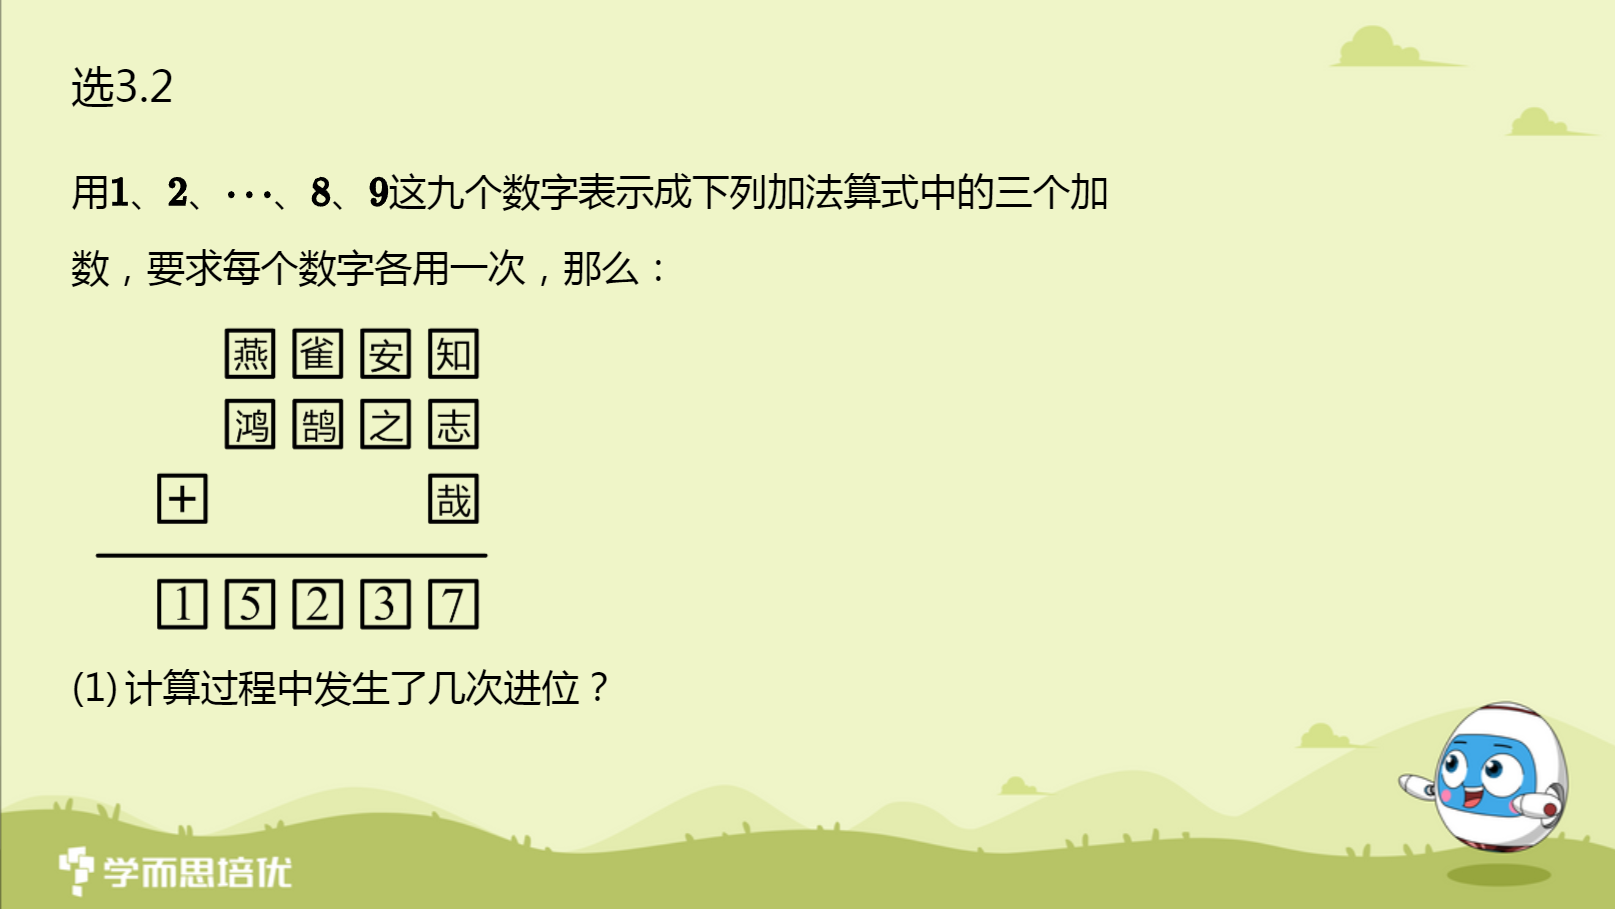 选3.2
用1、2、···、8、9这九个数字表示成下列加法算式中的三个加
数，要求每个数字各用一次，那么：
燕雀安知
鸿鹄之志
+ 哉
15237
(1)计算过程中发生了几次进位？
学而思培优